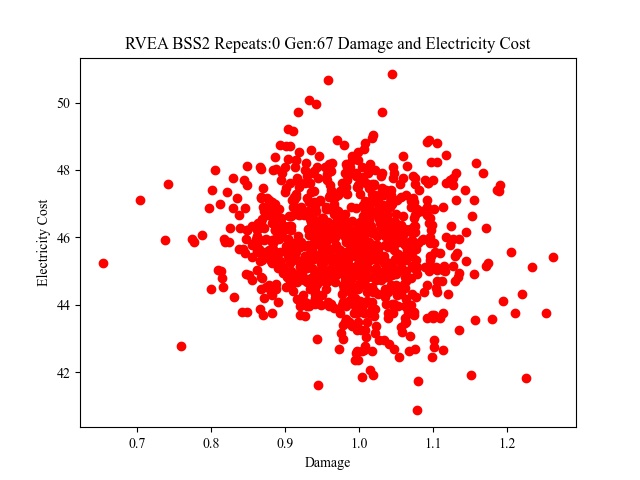 RVEA BSS2 Repeats:0 Gen:67 Damage and Electricity Cost
50
48
46
44
42
Electricity Cost
0.7 0.8 0.9 1.0 1.1 1.2
Damage